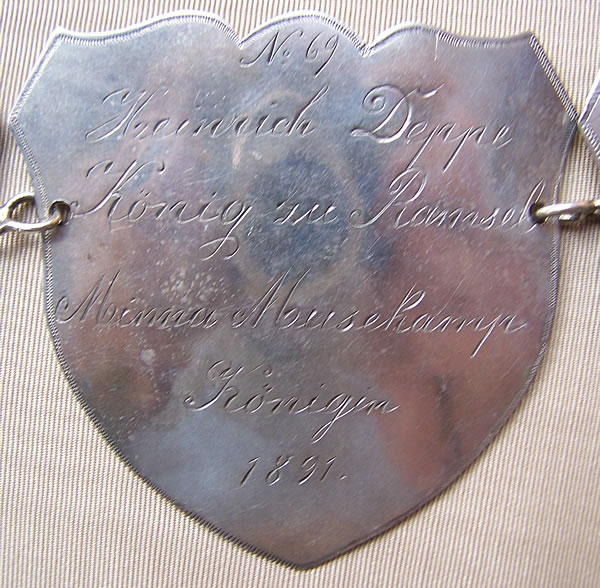 No 69
Heinrich Deppe
König zu Ramsel
Minna Musekamp
Königin
1891.